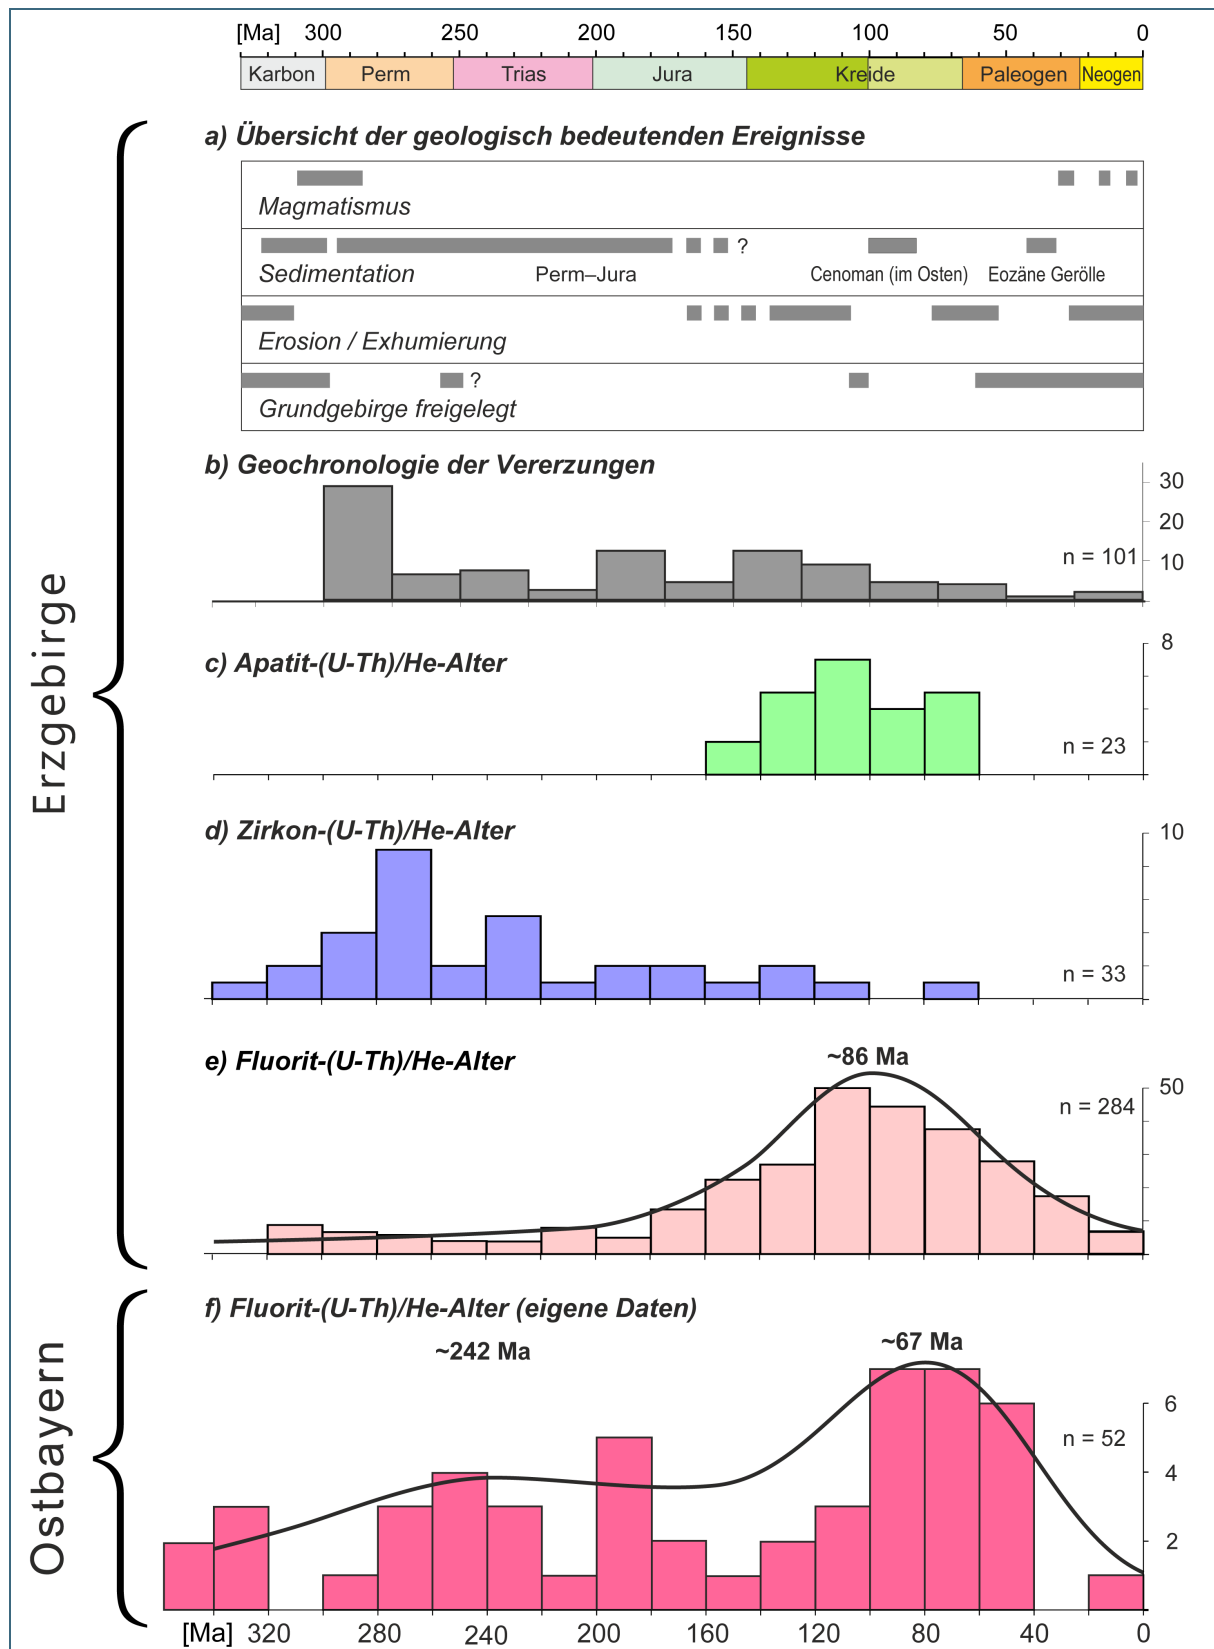 [Ma] 300 250 200 150 100 50 0
Karbon Perm Trias Jura Kreide Paleogen Neogen
Erzgebirge
a) Übersicht der geologisch bedeutenden Ereignisse
Magmatismus
?
Sedimentation Perm–Jura Cenoman (im Osten) Eozäne Gerölle
Erosion / Exhumierung
?
Grundgebirge freigelegt
b) Geochronologie der Vererzungen
30
20
n = 101 10
c) Apatit-(U-Th)/He-Alter
8
n = 23
d) Zirkon-(U-Th)/He-Alter
10
n = 33
e) Fluorit-(U-Th)/He-Alter
~86 Ma
50
n = 284
Ostbayern
f) Fluorit-(U-Th)/He-Alter (eigene Daten)
~242 Ma ~67 Ma
6
n = 52
4
2
[Ma] 320 280 240 200 160 120 80 40 0